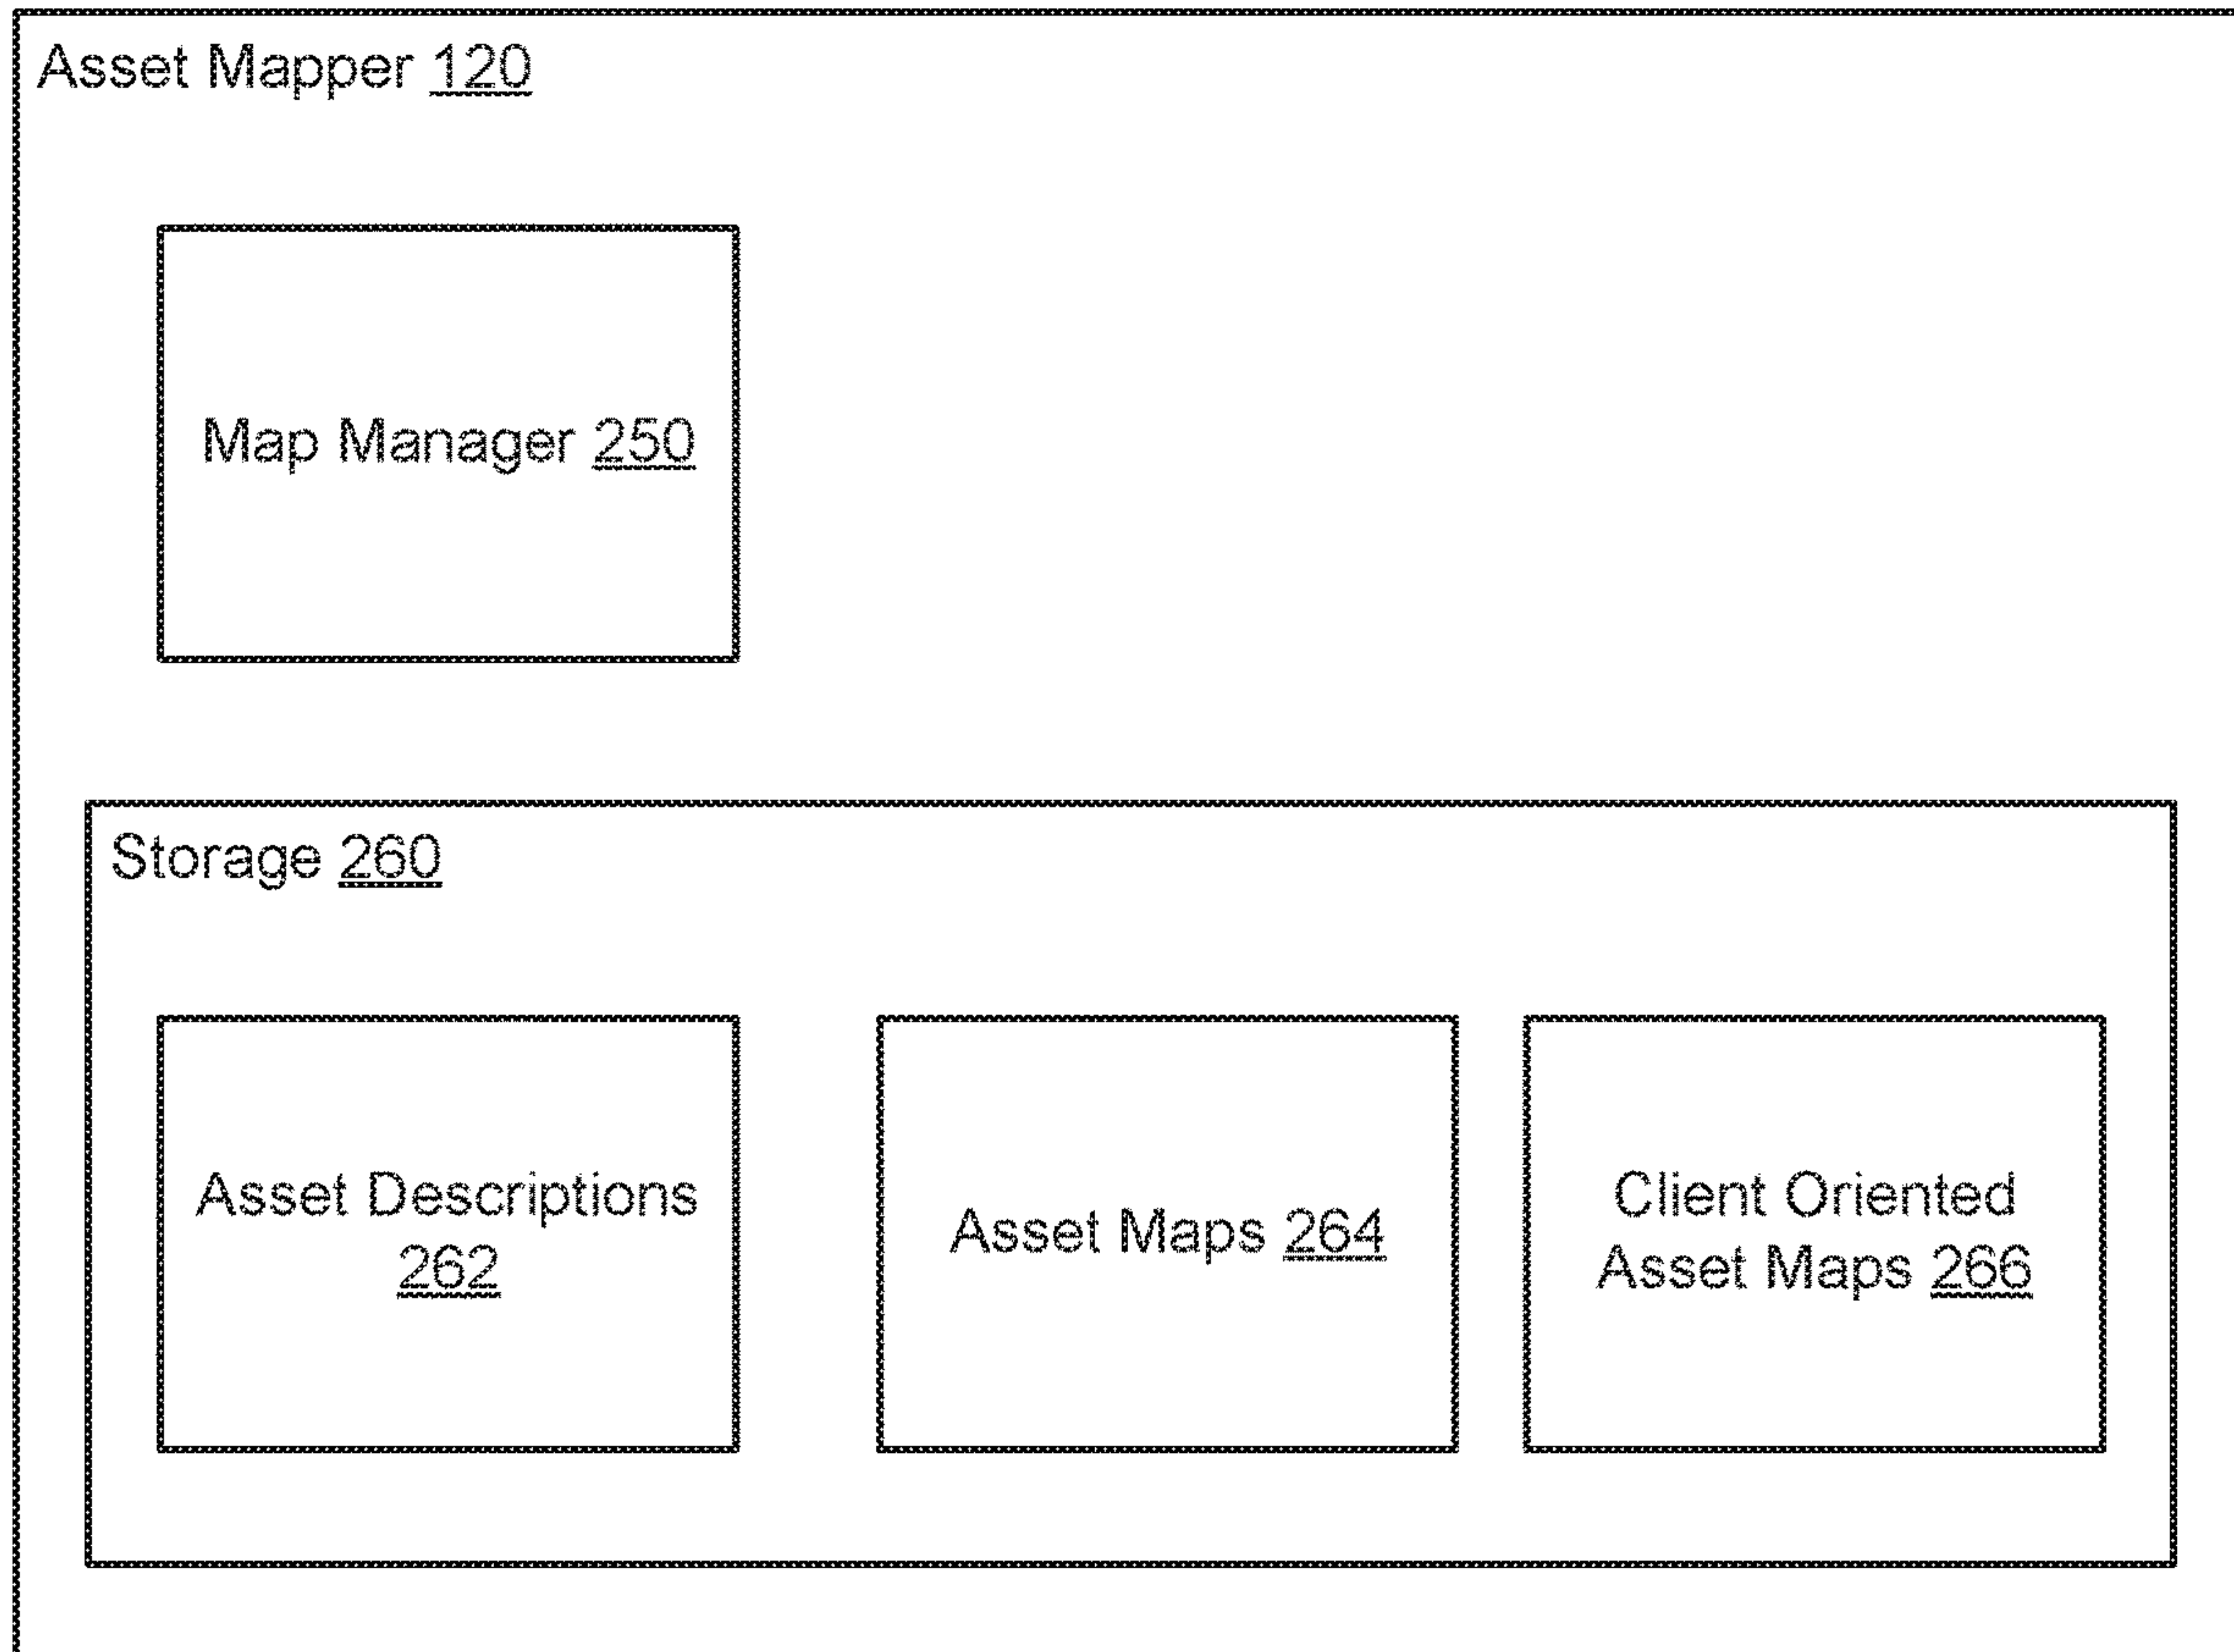 Asset Mapper 120
Map Manager 250
Storage 260
Asset Descriptions
262
Asset Maps 264
Client Oriented
Asset Maps 266